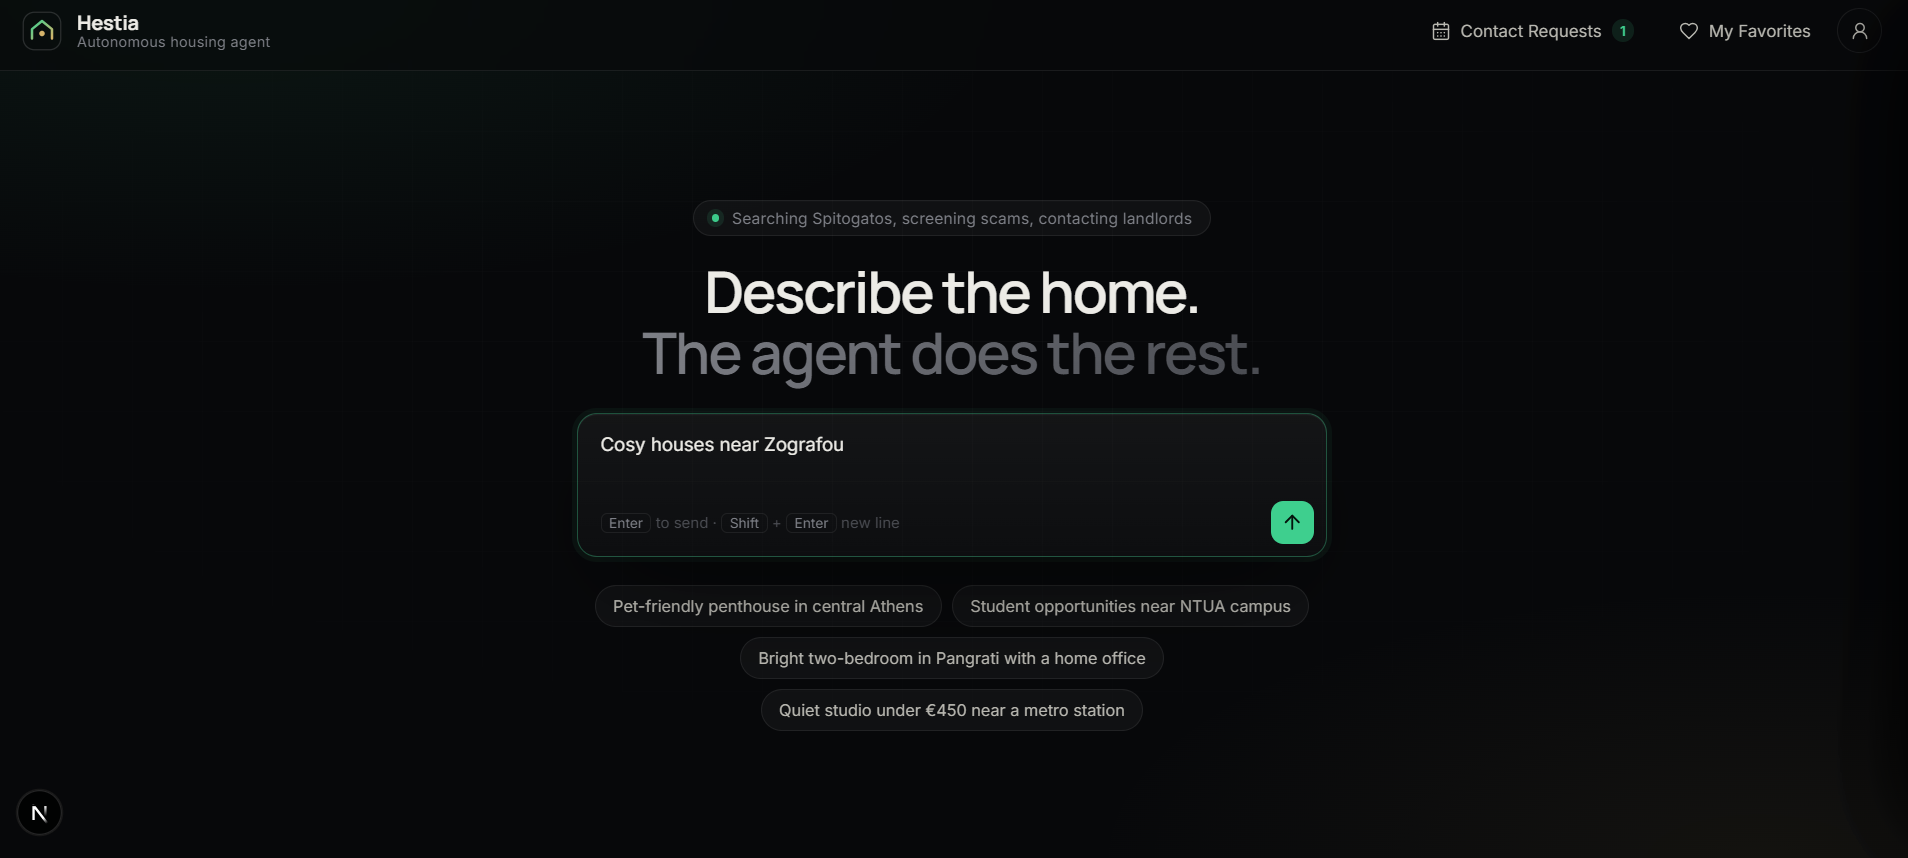 Hestia
Autonomous housing agent
Contact Requests 1
My Favorites
Searching Spitogatos, screening scams, contacting landlords
Describe the home.
The agent does the rest.
Cosy houses near Zografou
Enter to send · Shift + Enter new line
Pet-friendly penthouse in central Athens
Student opportunities near NTUA campus
Bright two-bedroom in Pangrati with a home office
Quiet studio under €450 near a metro station
N